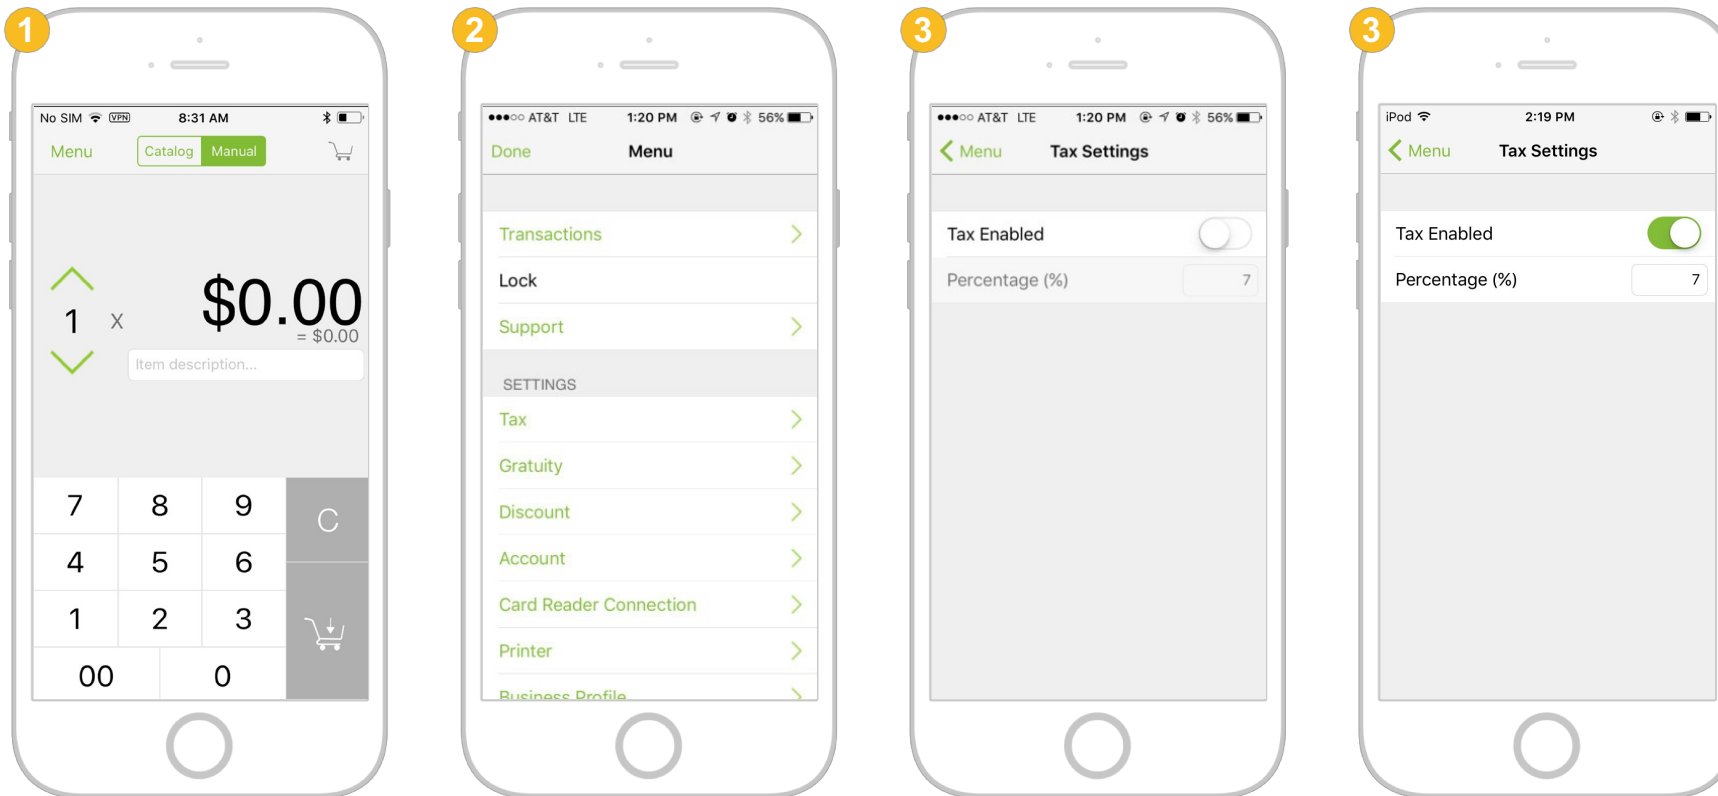 1
No SIM VPN 8:31 AM
Menu Catalog Manual
1 X $0.00
= $0.00
Item description...
7 8 9 C
4 5 6
1 2 3
00 0
2
AT&T LTE 1:20 PM 56%
Done Menu
Transactions
Lock
Support
SETTINGS
Tax
Gratuity
Discount
Account
Card Reader Connection
Printer
Business Profile
3
AT&T LTE 1:20 PM 56%
Menu Tax Settings
Tax Enabled
Percentage (%) 7
3
iPod 2:19 PM
Menu Tax Settings
Tax Enabled
Percentage (%) 7